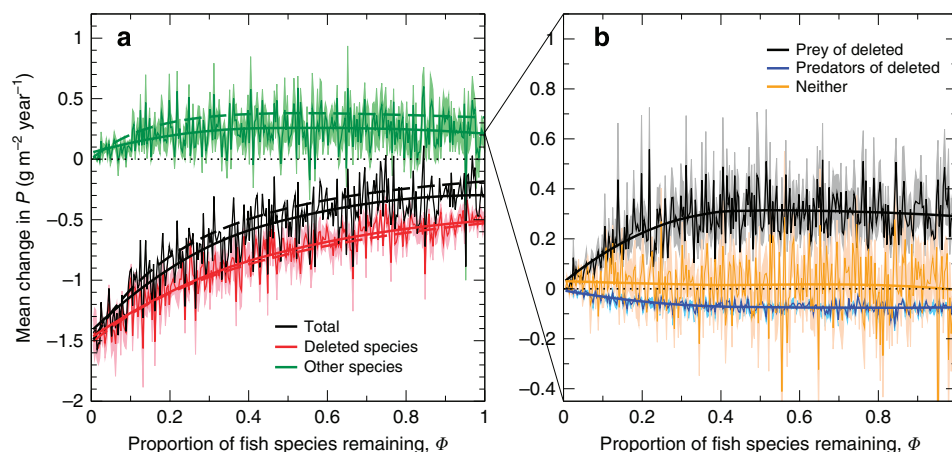 a
b
1
0.5
0
−0.5
−1
−1.5
−2
Mean change in P (g m⁻² year⁻¹)
Total
Deleted species
Other species
0
0.2
0.4
0.6
0.8
1
Proportion of fish species remaining, Φ
1
0.8
0.6
0.4
0.2
0
−0.2
−0.4
Prey of deleted
Predators of deleted
Neither
0
0.2
0.4
0.6
0.8
Proportion of fish species remaining, Φ